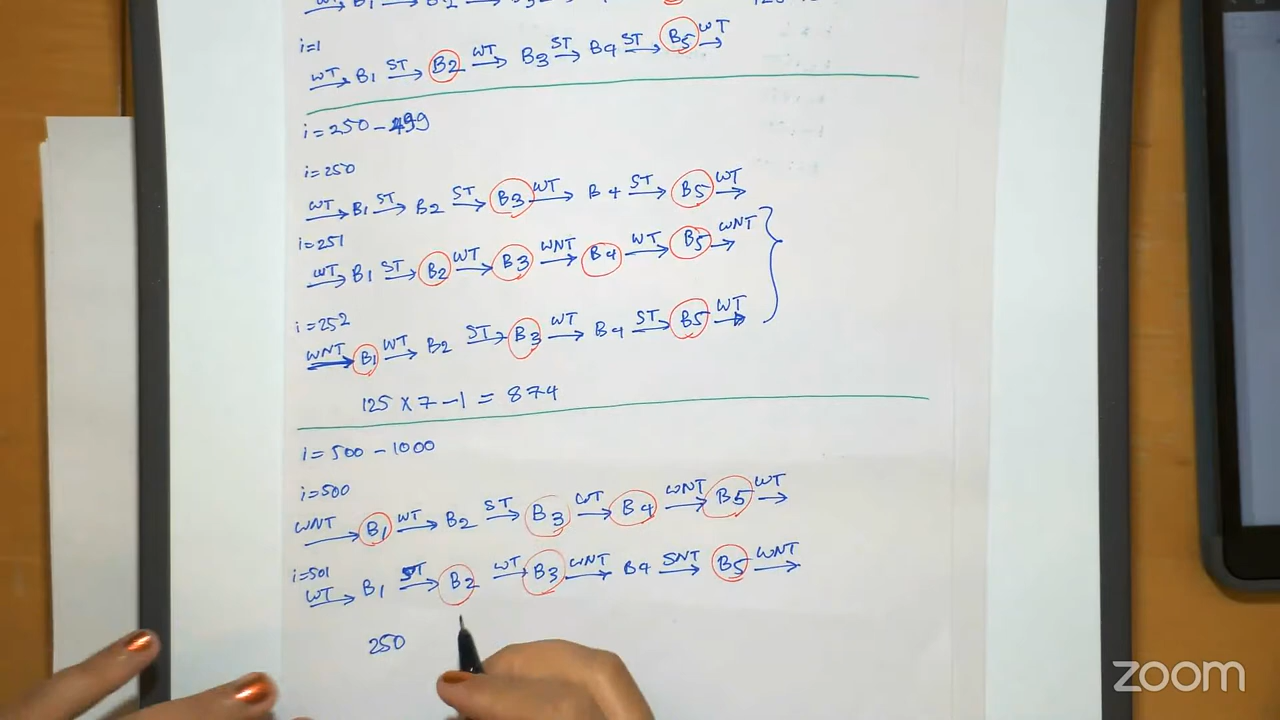 i=1
WT B1 ST B2 WT B3 ST B4 ST B5 WT
i=250-499
i=250
WT B1 ST B2 ST B3 WT B4 ST B5 WT
i=251
WT B1 ST B2 WT B3 WNT B4 WT B5 WNT
i=252
WNT B1 WT B2 ST B3 WT B4 ST B5 WT
125 x 7 - 1 = 874
i=500-1000
i=500
WNT B1 WT B2 ST B3 WT B4 WNT B5 WT
i=501
WT B1 ST B2 WT B3 WNT B4 SNT B5 WNT
250
zoom